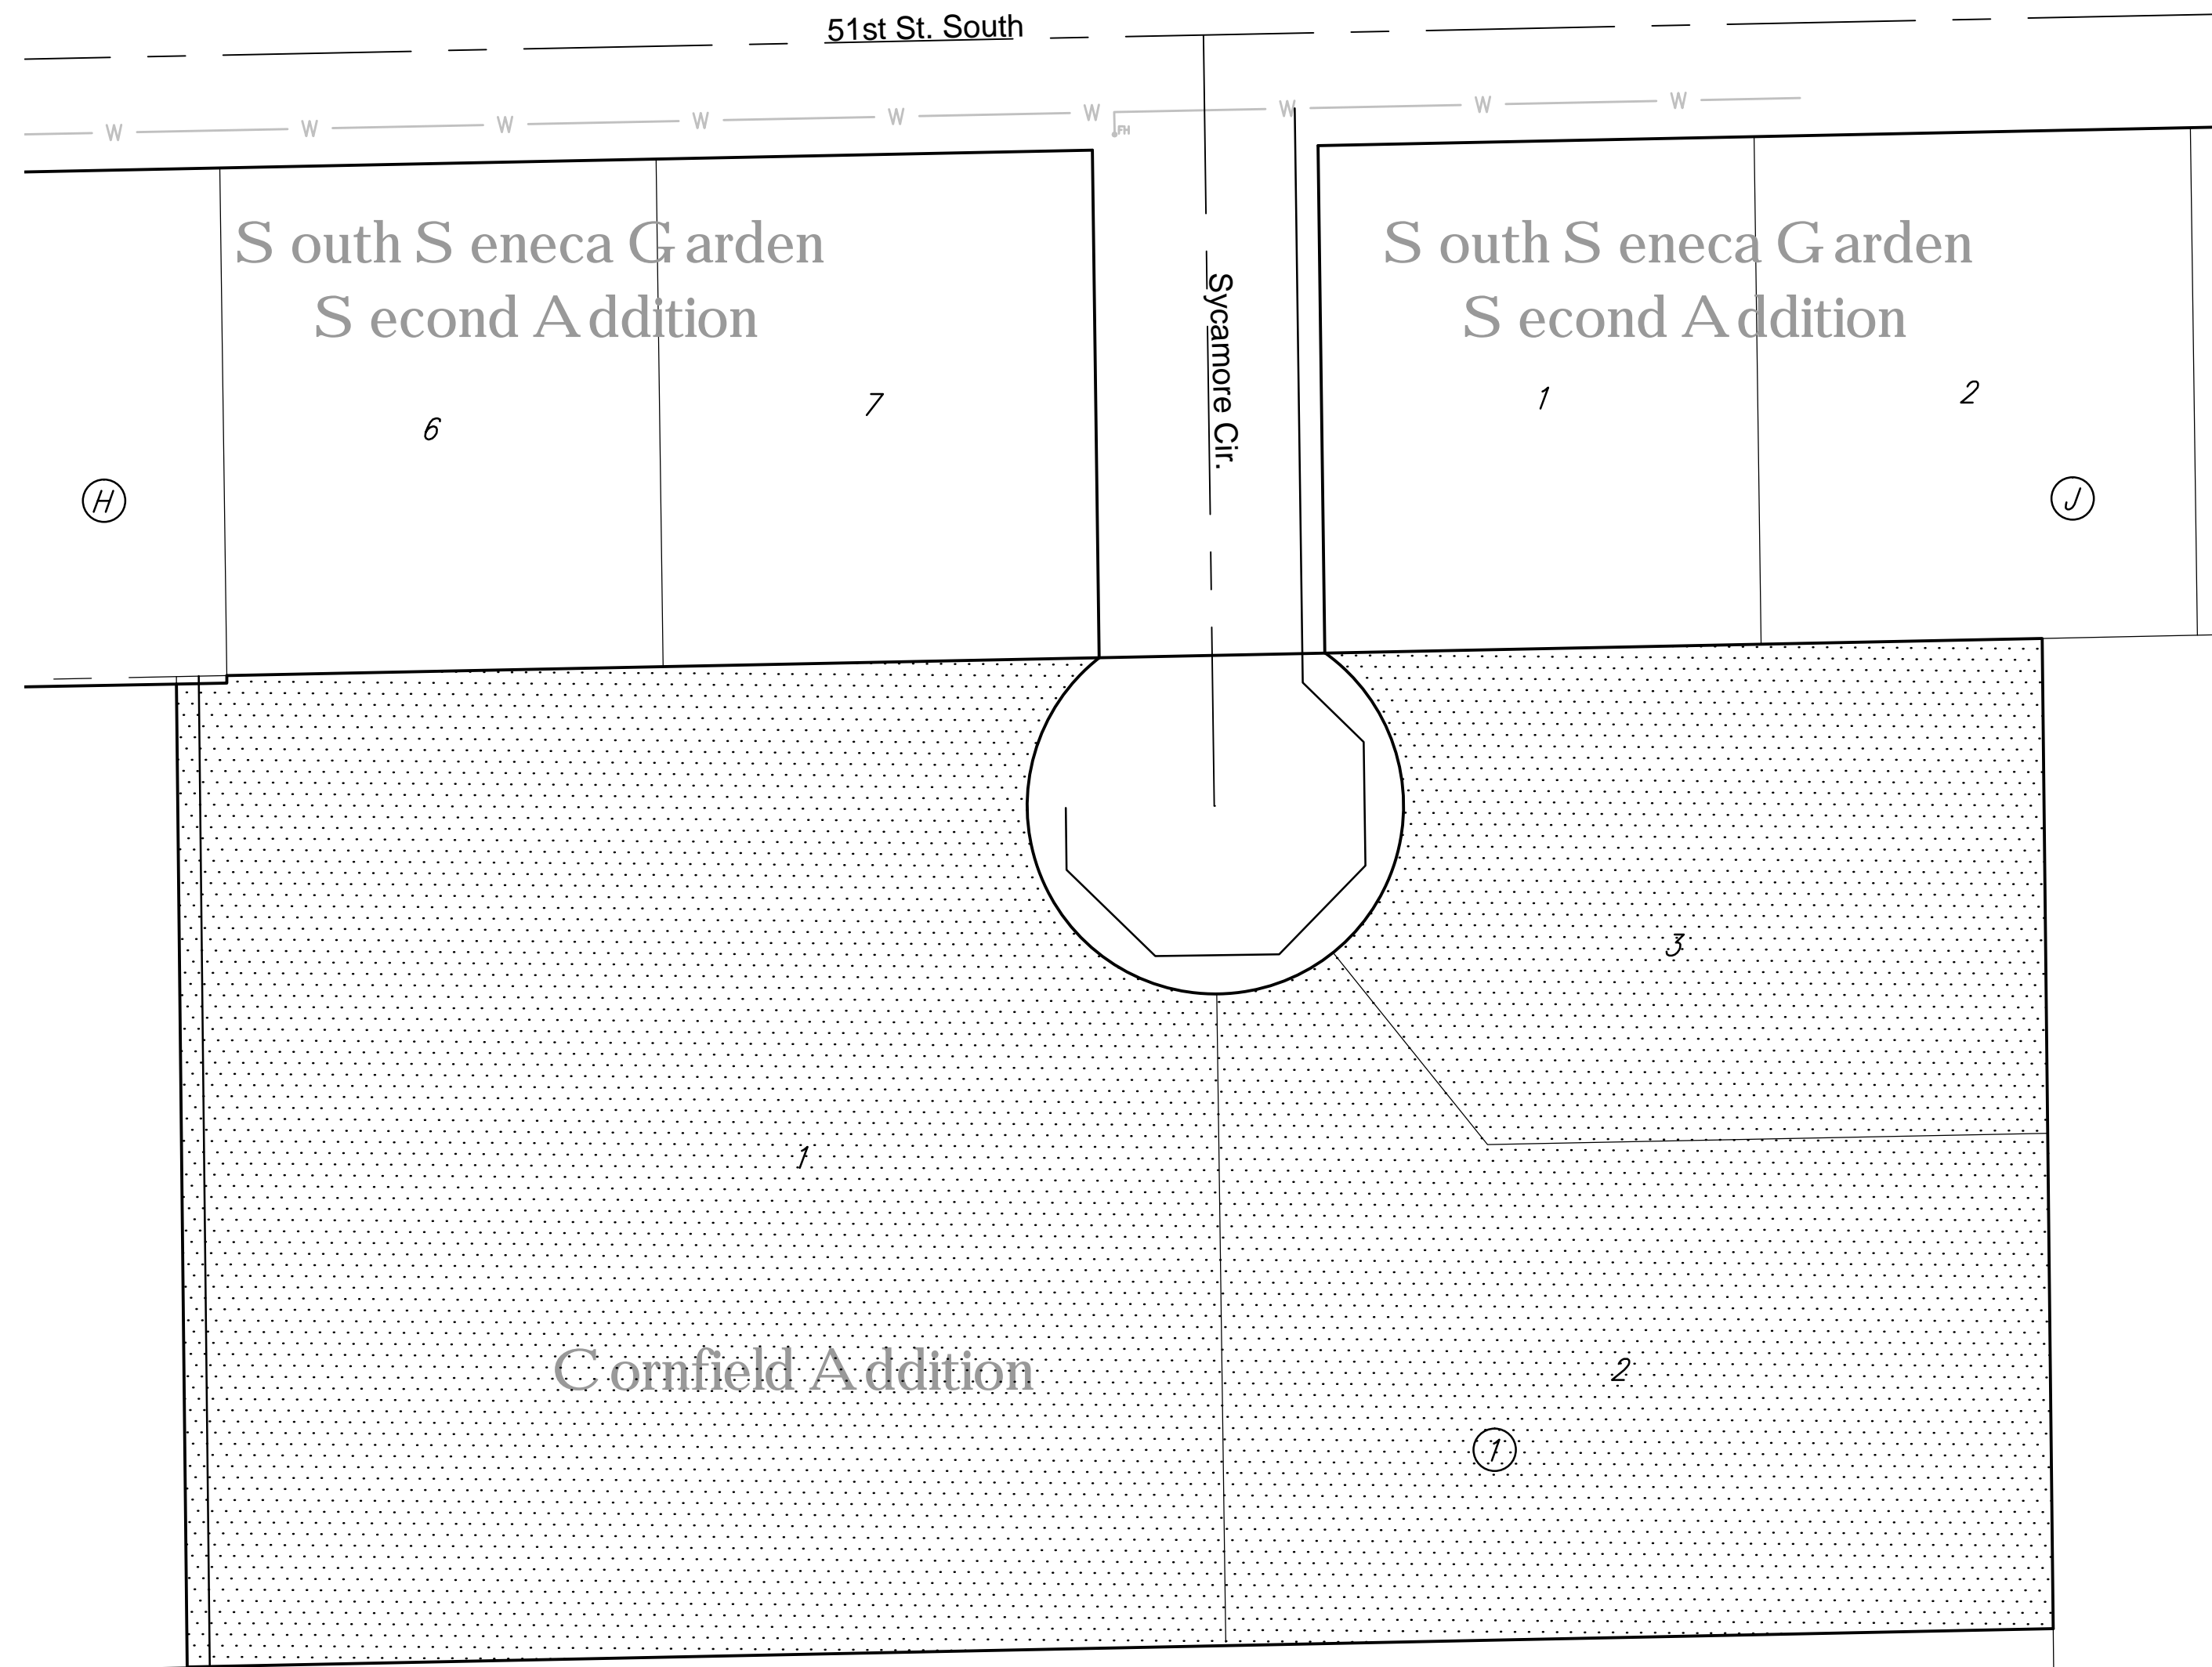 51st St. South
W W W W W W W W W
FH
South Seneca Garden
Second Addition
South Seneca Garden
Second Addition
Sycamore Cir.
6
7
1
2
H
J
3
1
Cornfield Addition
2
1